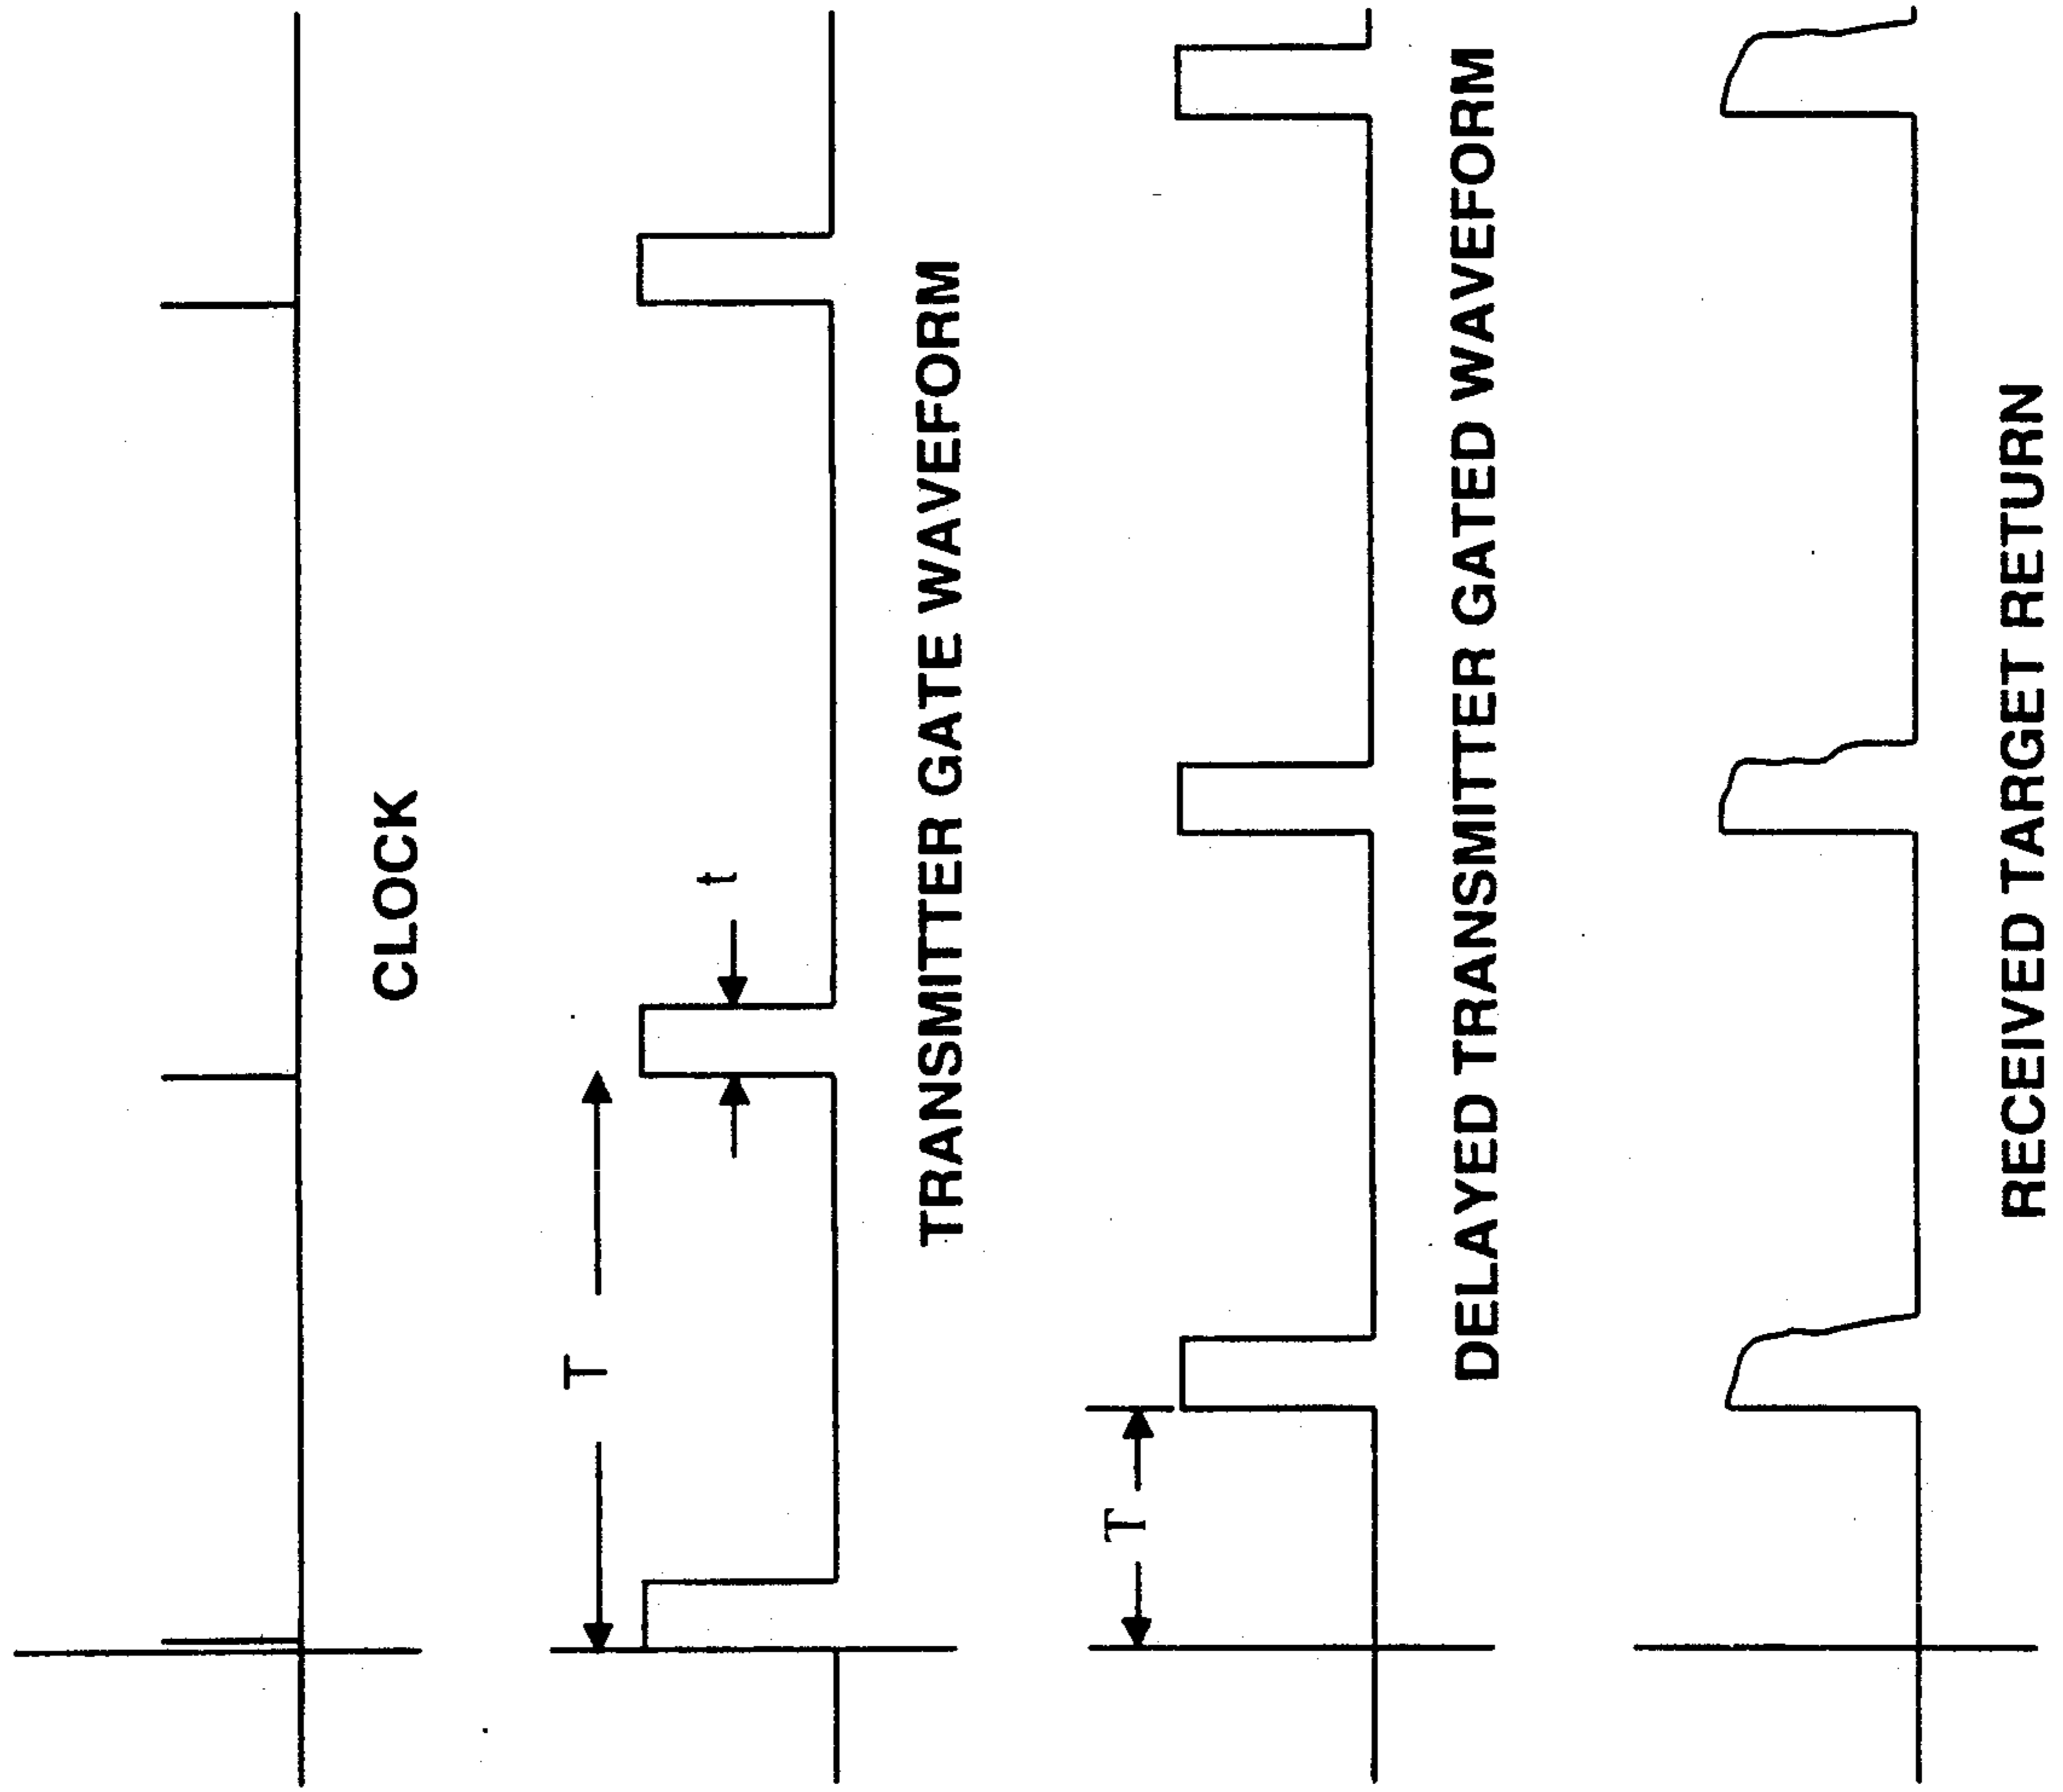 CLOCK
T
t
TRANSMITTER GATE WAVEFORM
T
DELAYED TRANSMITTER GATED WAVEFORM
RECEIVED TARGET RETURN